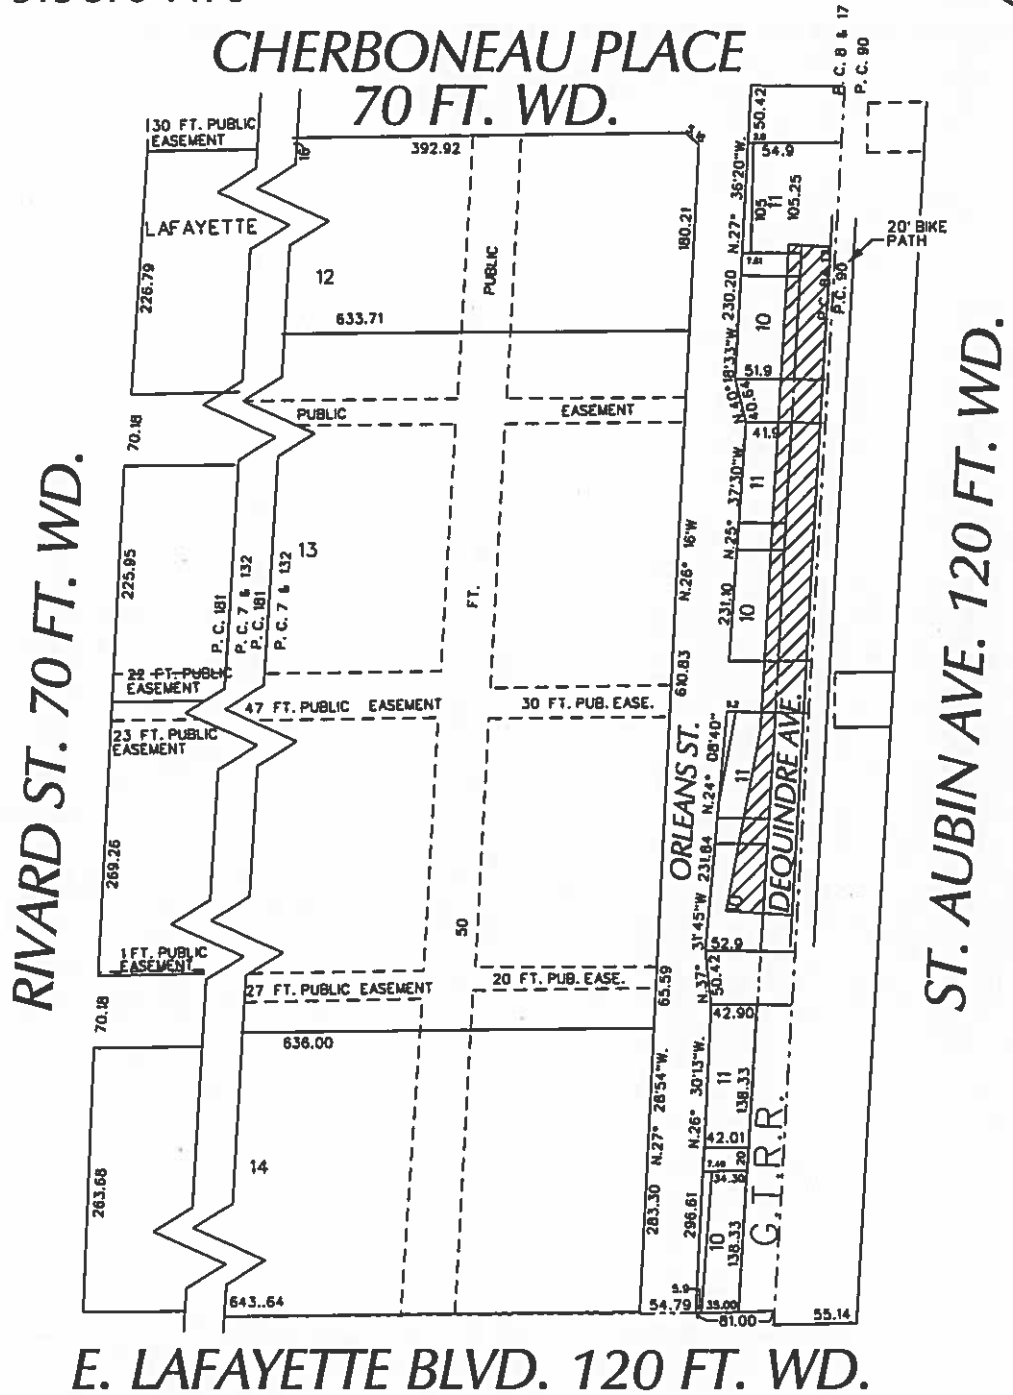 CHERBONEAU PLACE
70 FT. WD.
P. C. 8 & 17
P. C. 90
30 FT. PUBLIC
EASEMENT
16
392.92
50.42
54.9
N.27° 36'20"W.
105
11
105.25
LAFAYETTE
180.21
20' BIKE
PATH
226.79
12
PUBLIC
7.61
P.C. 90
230.20
10
633.71
51.9
N.40°18'33"W
40.64
PUBLIC
EASEMENT
70.18
41.9
N.25° 37'30"W
11
RIVARD ST. 70 FT. WD.
ST. AUBIN AVE. 120 FT. WD.
225.95
13
N.26° 16'W
P. C. 181
P. C. 7 & 132
P. C. 181
P. C. 7 & 132
FT.
231.10
10
22 FT. PUBLIC
EASEMENT
610.83
47 FT. PUBLIC EASEMENT
30 FT. PUB. EASE.
23 FT. PUBLIC
EASEMENT
ORLEANS ST.
N.24° 08'40"
11
DEQUINDRE AVE.
269.26
231.84
10
50
N.37° 31'45"W
52.9
1 FT. PUBLIC
EASEMENT
27 FT. PUBLIC EASEMENT
20 FT. PUB. EASE.
65.59
50.42
42.90
70.18
636.00
N.27° 28'54"W.
N.26° 30'13"W.
11
138.33
G.T.R.R.
42.01
7.49
20
34.30
14
263.68
283.30
296.61
10
138.33
5.9
643..64
54.79
35.00
81.00
55.14
E. LAFAYETTE BLVD. 120 FT. WD.